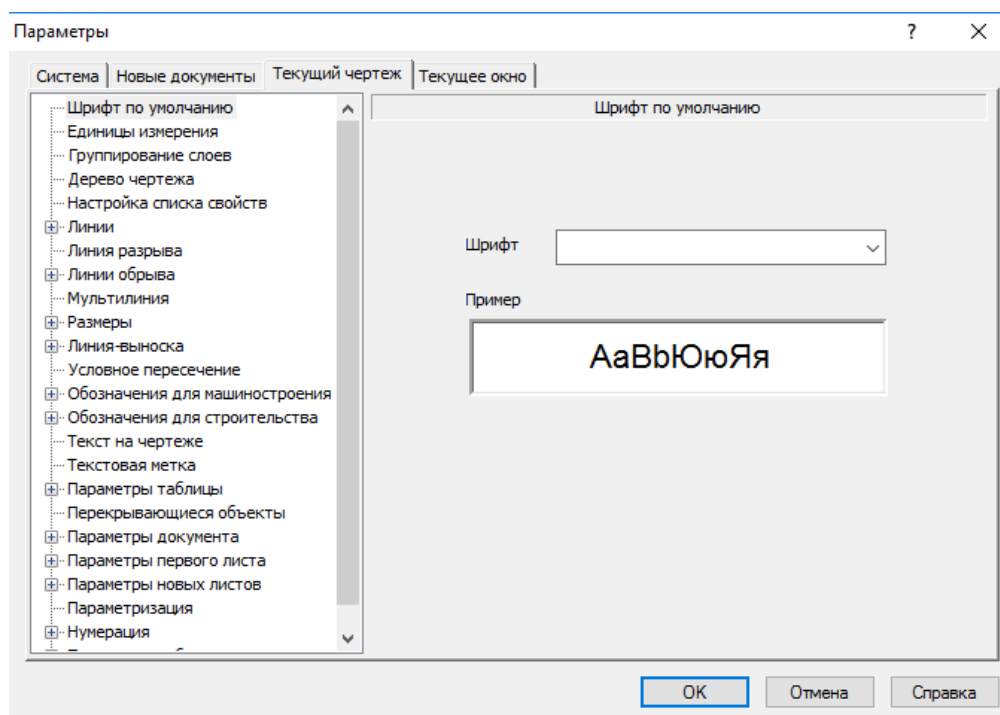 Параметры
?
Система
Новые документы
Текущий чертеж
Текущее окно
Шрифт по умолчанию
Единицы измерения
Группирование слоев
Дерево чертежа
Настройка списка свойств
Линии
Линия разрыва
Линии обрыва
Мультилиния
Размеры
Линия-выноска
Условное пересечение
Обозначения для машиностроения
Обозначения для строительства
Текст на чертеже
Текстовая метка
Параметры таблицы
Перекрывающиеся объекты
Параметры документа
Параметры первого листа
Параметры новых листов
Параметризация
Нумерация
Шрифт по умолчанию
Шрифт
Пример
АаВbЮюЯя
OK
Отмена
Справка